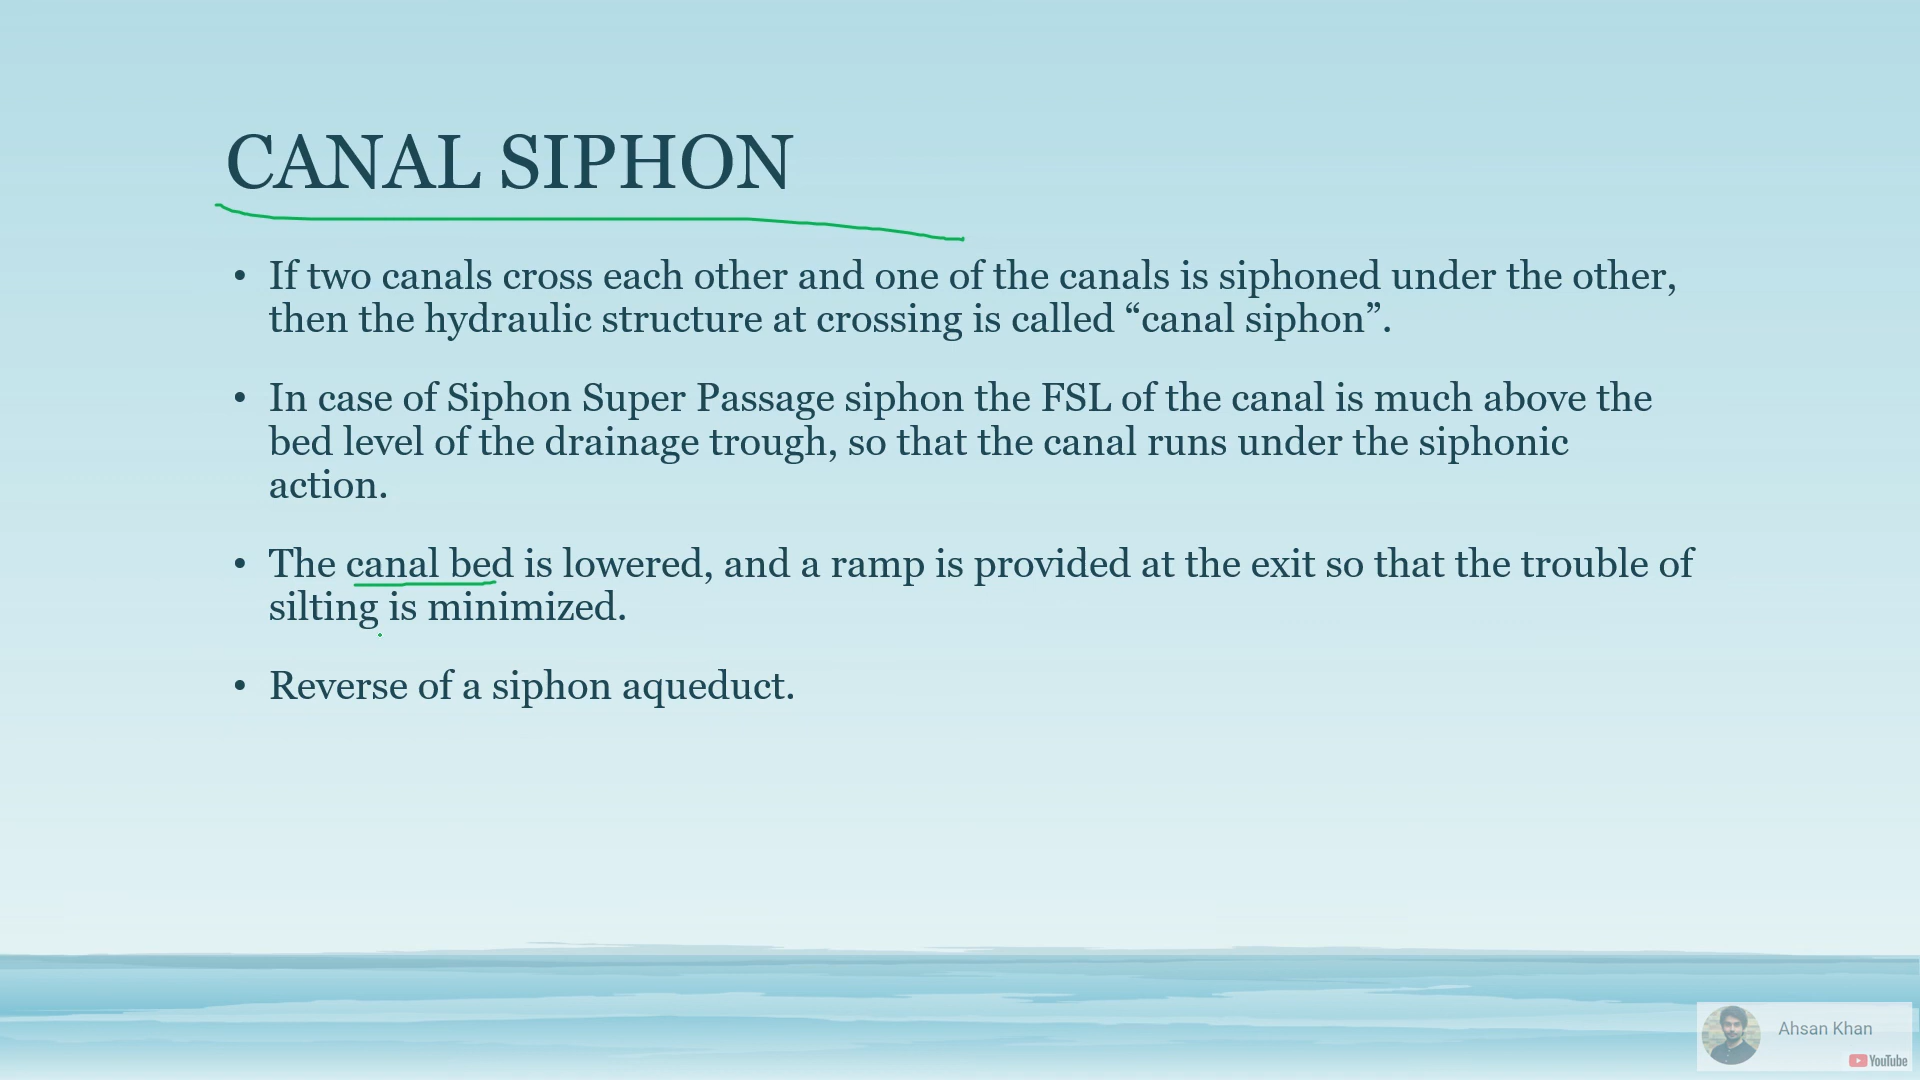 CANAL SIPHON
• If two canals cross each other and one of the canals is siphoned under the other,
then the hydraulic structure at crossing is called “canal siphon”.
• In case of Siphon Super Passage siphon the FSL of the canal is much above the
bed level of the drainage trough, so that the canal runs under the siphonic
action.
• The canal bed is lowered, and a ramp is provided at the exit so that the trouble of
silting is minimized.
• Reverse of a siphon aqueduct.
Ahsan Khan
YouTube